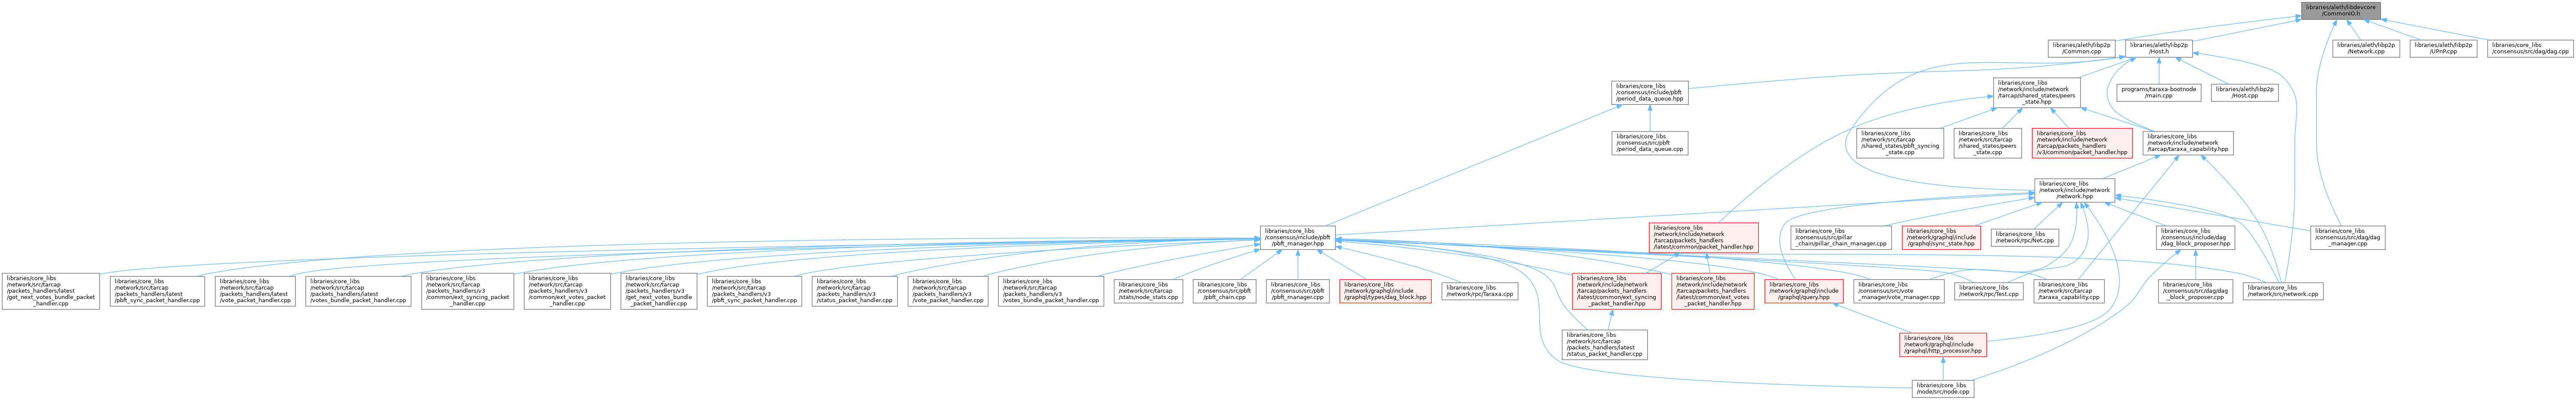 libraries/aleth/libdevcore
/CommonIO.h
libraries/aleth/libp2p
/Common.cpp
libraries/aleth/libp2p
/Host.h
libraries/aleth/libp2p
/Network.cpp
libraries/aleth/libp2p
/UPnP.cpp
libraries/core_libs
/consensus/src/dag/dag.cpp
libraries/core_libs
/consensus/include/pbft
/period_data_queue.hpp
libraries/core_libs
/network/include/network
/tarcap/shared_states/peers
_state.hpp
programs/taraxa-bootnode
/main.cpp
libraries/aleth/libp2p
/Host.cpp
libraries/core_libs
/consensus/src/pbft
/period_data_queue.cpp
libraries/core_libs
/network/src/tarcap
/shared_states/pbft_syncing
_state.cpp
libraries/core_libs
/network/src/tarcap
/shared_states/peers
_state.cpp
libraries/core_libs
/network/include/network
/tarcap/packets_handlers
/v3/common/packet_handler.hpp
libraries/core_libs
/network/include/network
/tarcap/taraxa_capability.hpp
libraries/core_libs
/network/include/network
/network.hpp
libraries/core_libs
/consensus/include/pbft
/pbft_manager.hpp
libraries/core_libs
/network/include/network
/tarcap/packets_handlers
/latest/common/packet_handler.hpp
libraries/core_libs
/consensus/src/pillar
_chain/pillar_chain_manager.cpp
libraries/core_libs
/network/graphql/include
/graphql/sync_state.hpp
libraries/core_libs
/network/rpc/Net.cpp
libraries/core_libs
/consensus/include/dag
/dag_block_proposer.hpp
libraries/core_libs
/consensus/src/dag/dag
_manager.cpp
libraries/core_libs
/network/src/tarcap
/packets_handlers/latest
/get_next_votes_bundle_packet
_handler.cpp
libraries/core_libs
/network/src/tarcap
/packets_handlers/latest
/pbft_sync_packet_handler.cpp
libraries/core_libs
/network/src/tarcap
/packets_handlers/latest
/vote_packet_handler.cpp
libraries/core_libs
/network/src/tarcap
/packets_handlers/latest
/votes_bundle_packet_handler.cpp
libraries/core_libs
/network/src/tarcap
/packets_handlers/v3
/common/ext_syncing_packet
_handler.cpp
libraries/core_libs
/network/src/tarcap
/packets_handlers/v3
/common/ext_votes_packet
_handler.cpp
libraries/core_libs
/network/src/tarcap
/packets_handlers/v3
/get_next_votes_bundle
_packet_handler.cpp
libraries/core_libs
/network/src/tarcap
/packets_handlers/v3
/pbft_sync_packet_handler.cpp
libraries/core_libs
/network/src/tarcap
/packets_handlers/v3
/status_packet_handler.cpp
libraries/core_libs
/network/src/tarcap
/packets_handlers/v3
/vote_packet_handler.cpp
libraries/core_libs
/network/src/tarcap
/packets_handlers/v3
/votes_bundle_packet_handler.cpp
libraries/core_libs
/network/src/tarcap
/stats/node_stats.cpp
libraries/core_libs
/consensus/src/pbft
/pbft_chain.cpp
libraries/core_libs
/consensus/src/pbft
/pbft_manager.cpp
libraries/core_libs
/network/graphql/include
/graphql/types/dag_block.hpp
libraries/core_libs
/network/rpc/Taraxa.cpp
libraries/core_libs
/network/include/network
/tarcap/packets_handlers
/latest/common/ext_syncing
_packet_handler.hpp
libraries/core_libs
/network/include/network
/tarcap/packets_handlers
/latest/common/ext_votes
_packet_handler.hpp
libraries/core_libs
/network/graphql/include
/graphql/query.hpp
libraries/core_libs
/consensus/src/vote
_manager/vote_manager.cpp
libraries/core_libs
/network/rpc/Test.cpp
libraries/core_libs
/network/src/tarcap
/taraxa_capability.cpp
libraries/core_libs
/consensus/src/dag/dag
_block_proposer.cpp
libraries/core_libs
/network/src/network.cpp
libraries/core_libs
/network/src/tarcap
/packets_handlers/latest
/status_packet_handler.cpp
libraries/core_libs
/network/graphql/include
/graphql/http_processor.hpp
libraries/core_libs
/node/src/node.cpp